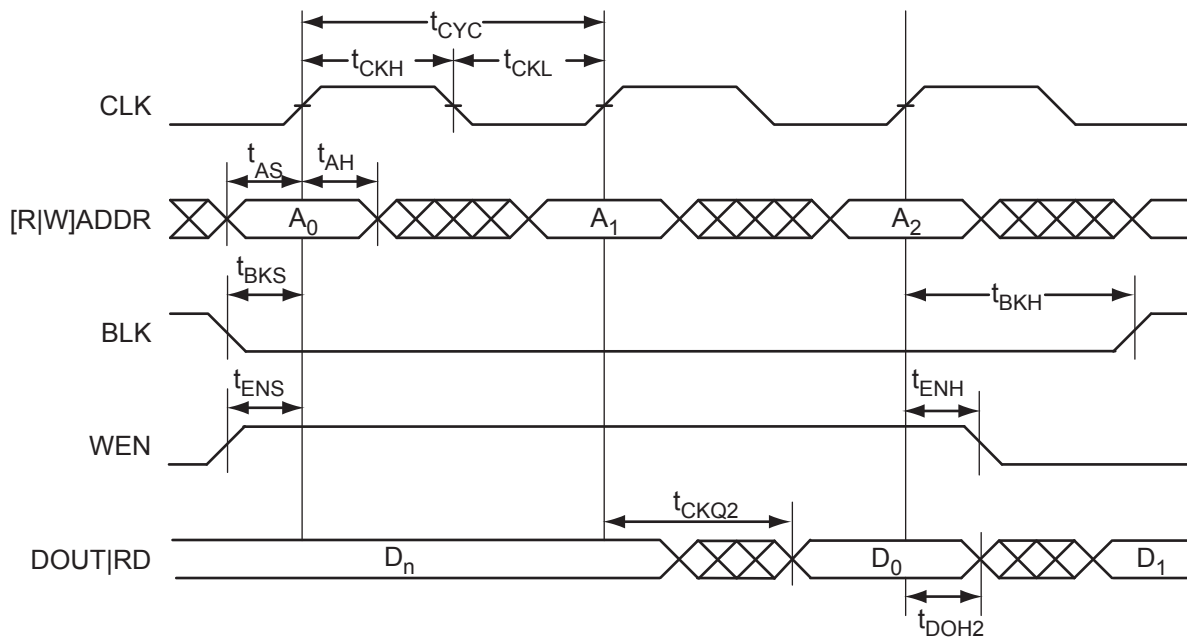 tCYC
tCKH tCKL
CLK
tAS tAH
[R|W]ADDR A0 A1 A2
tBKS tBKH
BLK
tENS tENH
WEN
tCKQ2
DOUT|RD Dn D0 D1
tDOH2